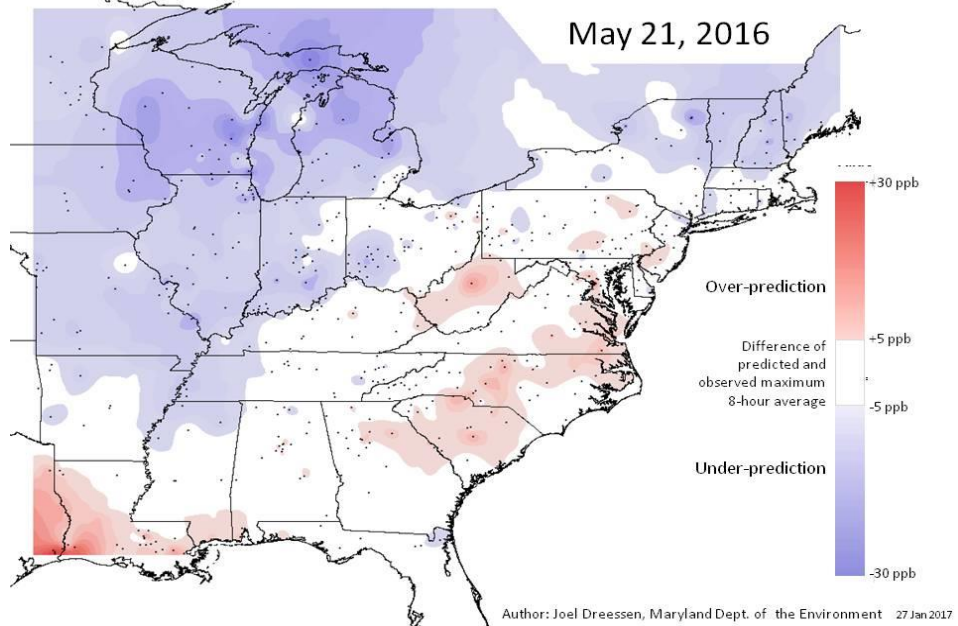 May 21, 2016
+30 ppb
Over-prediction
+5 ppb
Difference of
predicted and
observed maximum
8-hour average
-5 ppb
Under-prediction
-30 ppb
Author: Joel Dreessen, Maryland Dept. of the Environment 27 Jan 2017